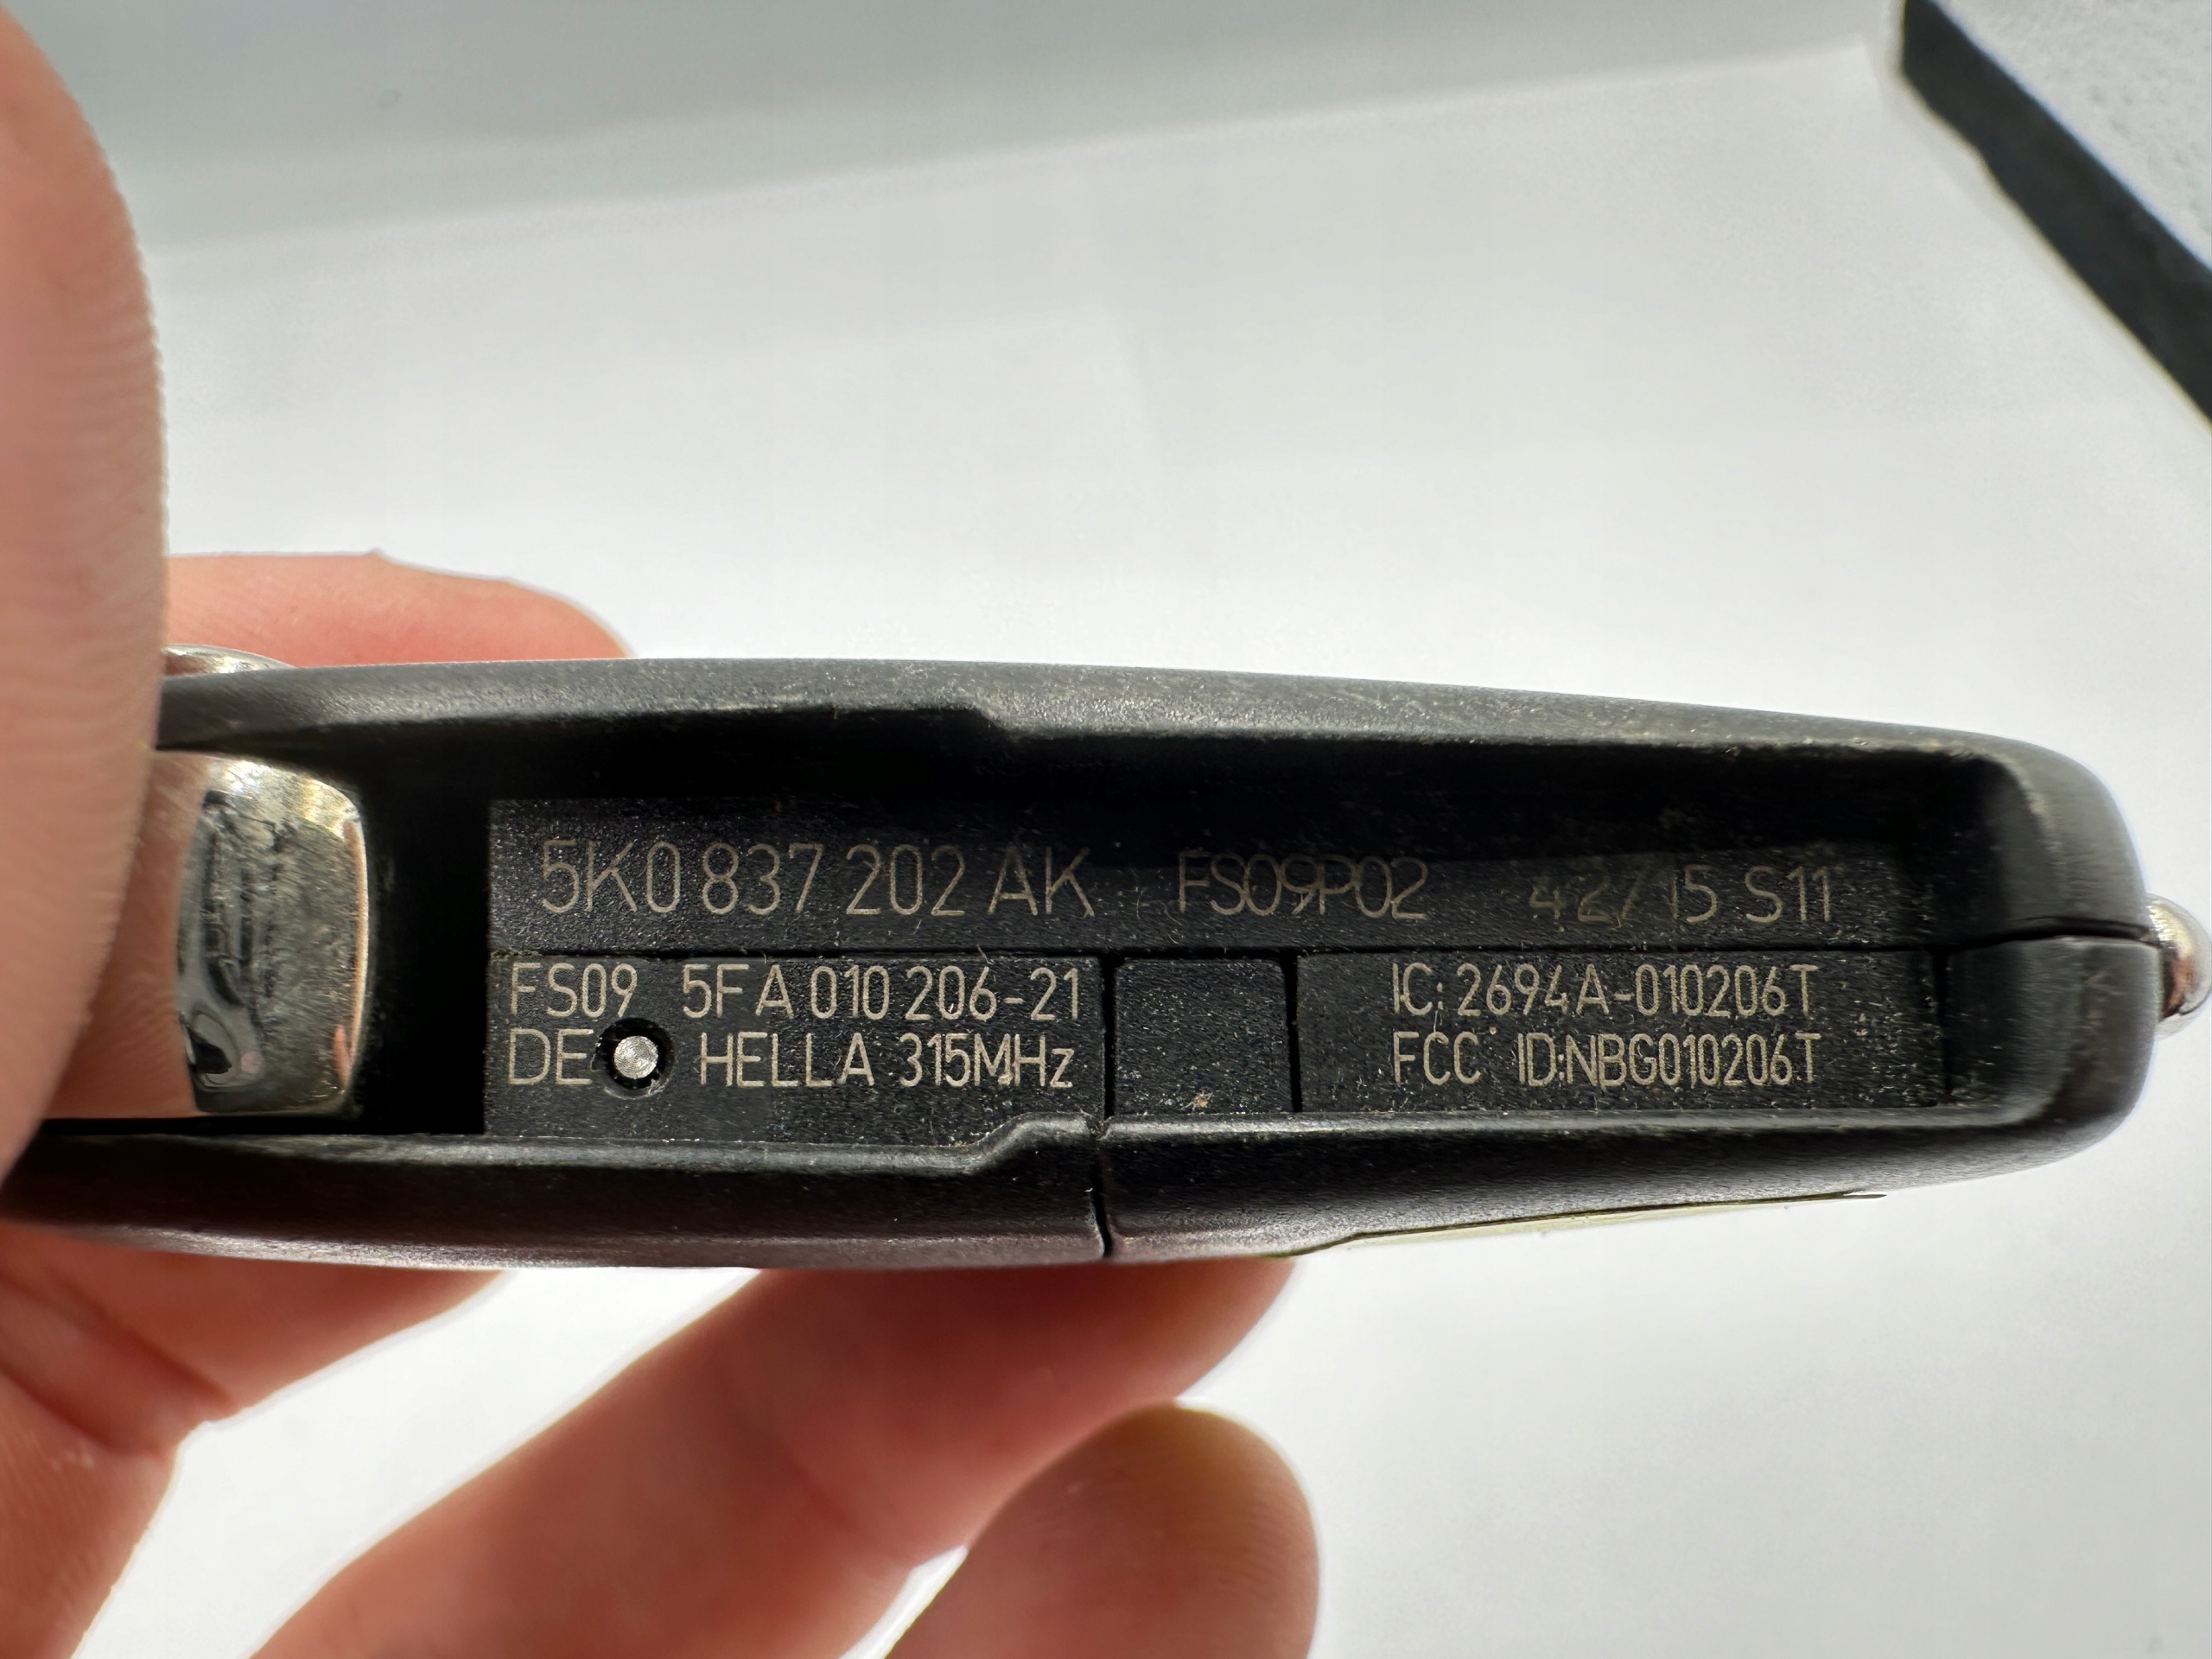 5K0 837 202 AK FS09P02 42/15 S11
FS09 5FA 010 206-21
DE HELLA 315MHz
IC: 2694A-010206T
FCC ID:NBG010206T